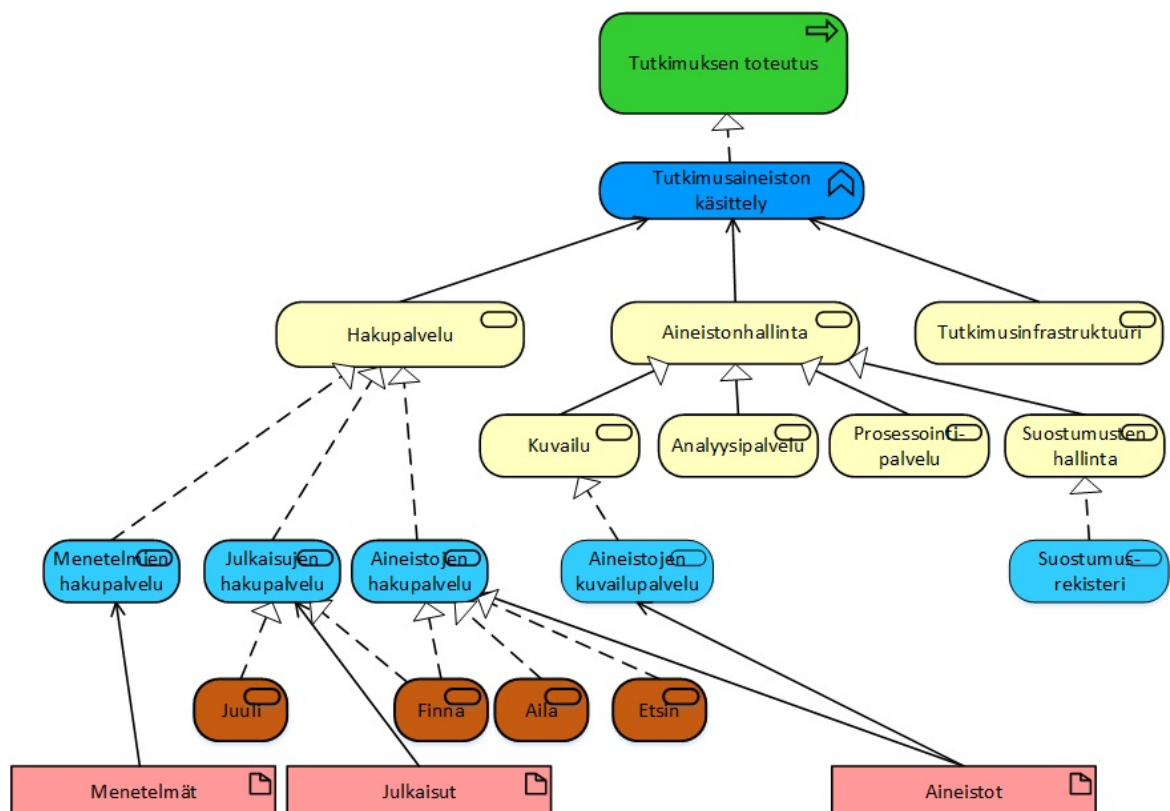 Tutkimuksen toteutus
Tutkimusaineiston
käsittely
Hakupalvelu
Aineistonhallinta
Tutkimusinfrastruktuuri
Kuvailu
Analyysipalvelu
Prosessointi-
palvelu
Suostumusten
hallinta
Menetelmien
hakupalvelu
Julkaisujen
hakupalvelu
Aineistojen
hakupalvelu
Aineistojen
kuvailupalvelu
Suostumus-
rekisteri
Juuli
Finna
Aila
Etsin
Menetelmät
Julkaisut
Aineistot